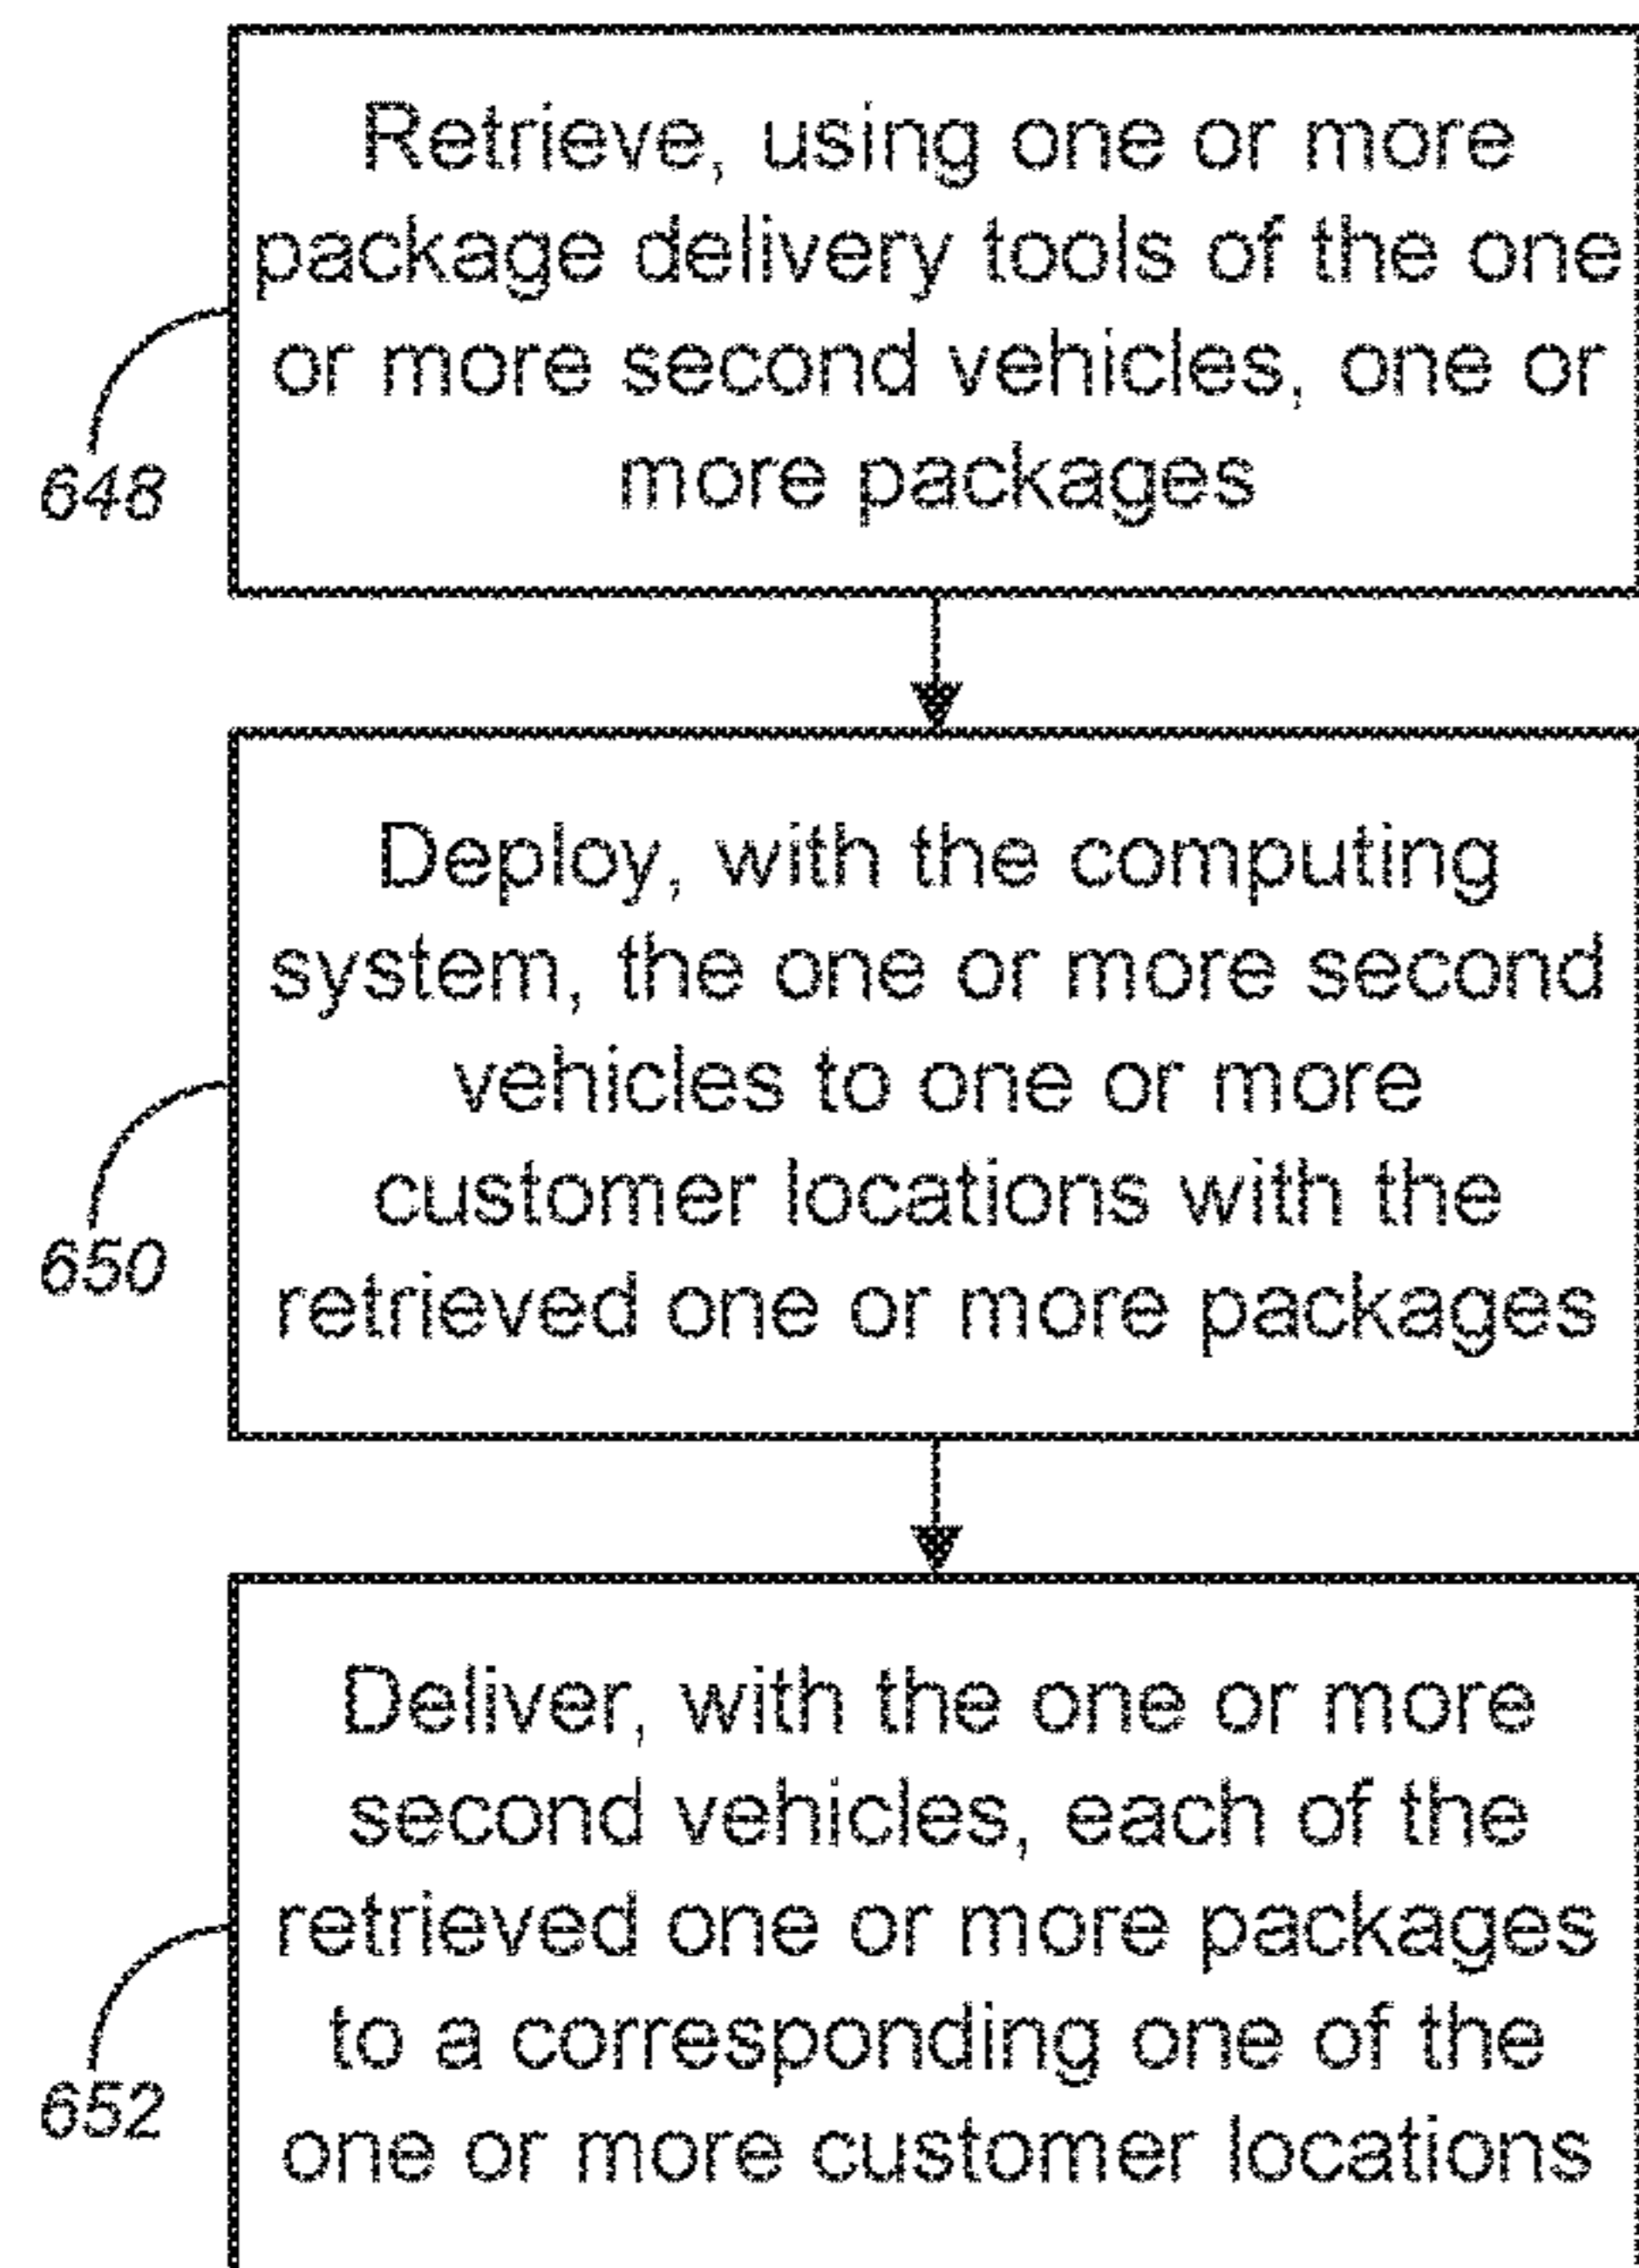 Retrieve, using one or more
package delivery tools of the one
or more second vehicles, one or
more packages
648
Deploy, with the computing
system, the one or more second
vehicles to one or more
customer locations with the
retrieved one or more packages
650
Deliver, with the one or more
second vehicles, each of the
retrieved one or more packages
to a corresponding one of the
one or more customer locations
652